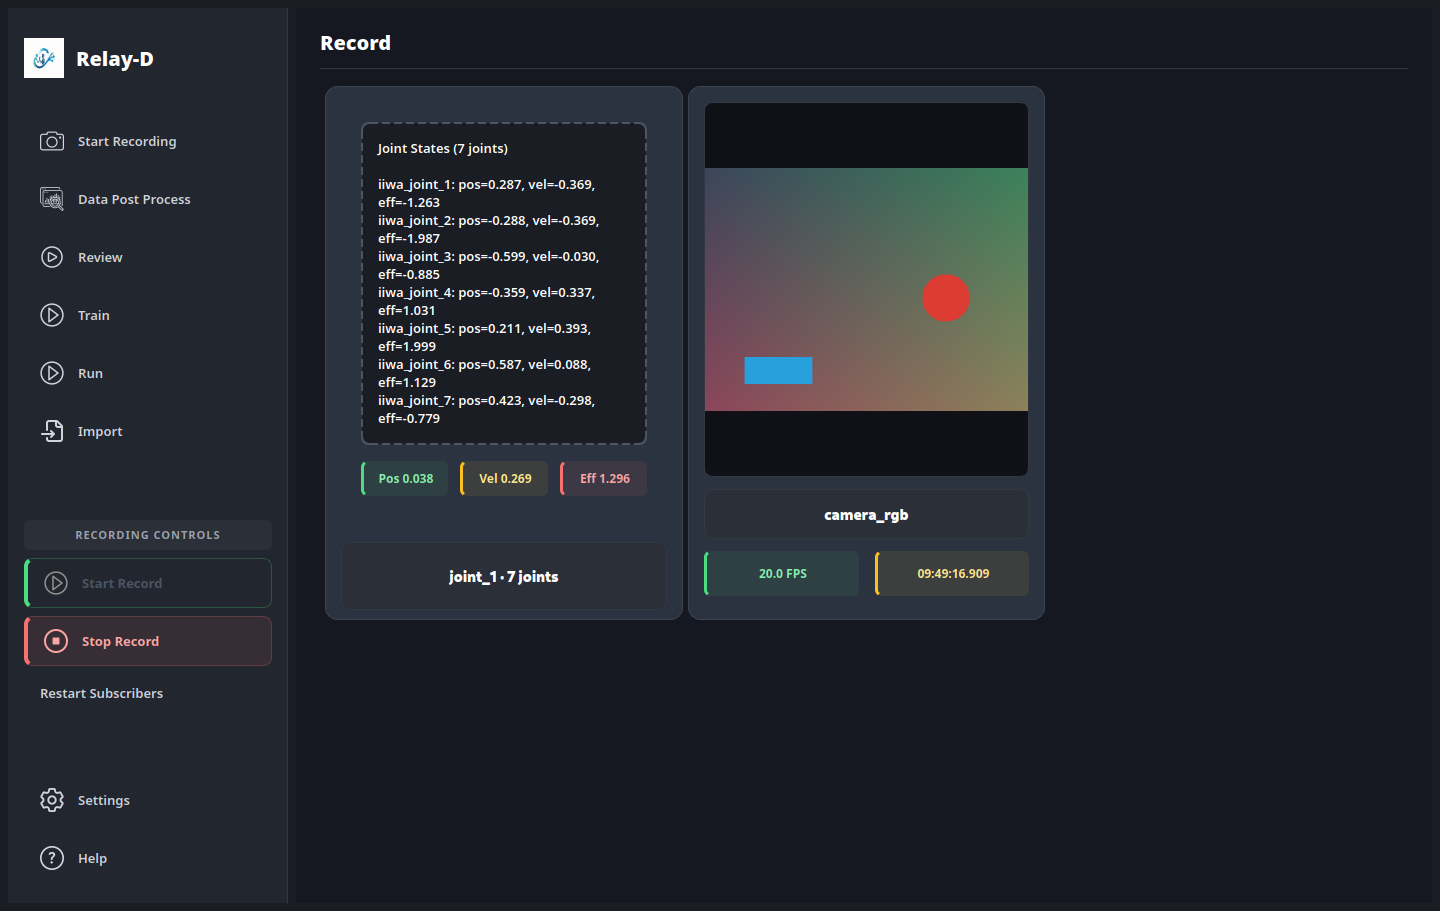 Relay-D
Start Recording
Data Post Process
Review
Train
Run
Import
RECORDING CONTROLS
Start Record
Stop Record
Restart Subscribers
Settings
Help
Record
Joint States (7 joints)
iiwa_joint_1: pos=0.287, vel=-0.369,
eff=-1.263
iiwa_joint_2: pos=-0.288, vel=-0.369,
eff=-1.987
iiwa_joint_3: pos=-0.599, vel=-0.030,
eff=-0.885
iiwa_joint_4: pos=-0.359, vel=0.337,
eff=1.031
iiwa_joint_5: pos=0.211, vel=0.393,
eff=1.999
iiwa_joint_6: pos=0.587, vel=0.088,
eff=1.129
iiwa_joint_7: pos=0.423, vel=-0.298,
eff=-0.779
Pos 0.038
Vel 0.269
Eff 1.296
joint_1 · 7 joints
camera_rgb
20.0 FPS
09:49:16.909